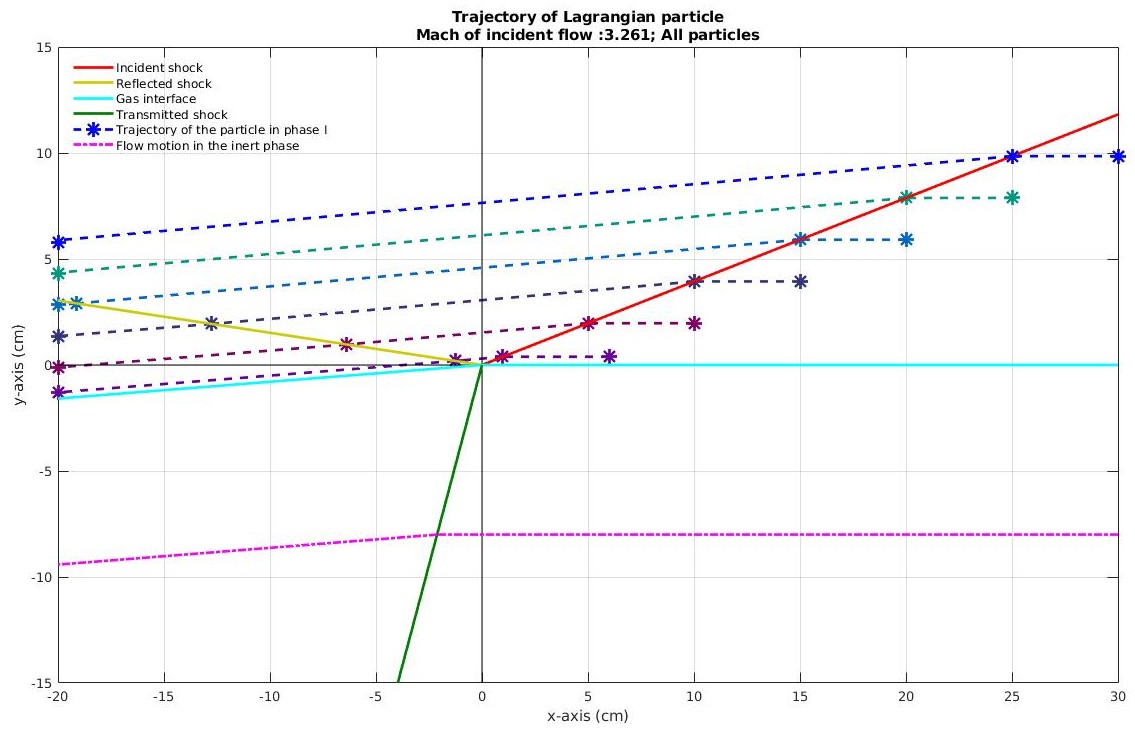 Trajectory of Lagrangian particle
Mach of incident flow :3.261; All particles
Incident shock
Reflected shock
Gas interface
Transmitted shock
Trajectory of the particle in phase I
Flow motion in the inert phase
15
10
5
0
-5
-10
-15
y-axis (cm)
-20 -15 -10 -5 0 5 10 15 20 25 30
x-axis (cm)